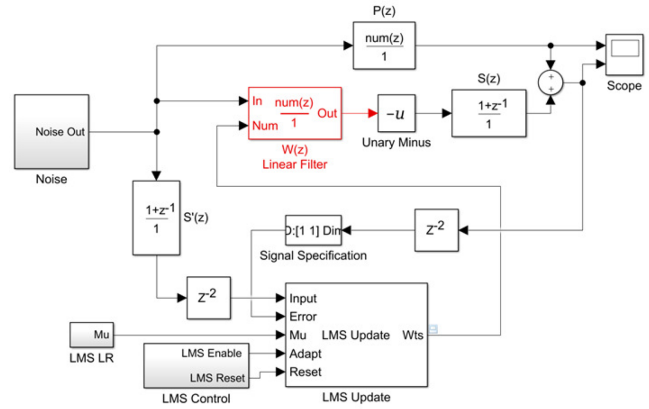 P(z)
num(z)
1
Scope
S(z)
+
+
In
num(z)
1
Out
Num
-u
1+z-1
1
W(z)
Linear Filter
Unary Minus
Noise Out
Noise
1+z-1
1
S'(z)
D:[1 1] Dim
Signal Specification
Z-2
Z-2
Input
Error
Mu
LMS Update
Wts
Adapt
Reset
LMS Update
Mu
LMS LR
LMS Enable
LMS Reset
LMS Control